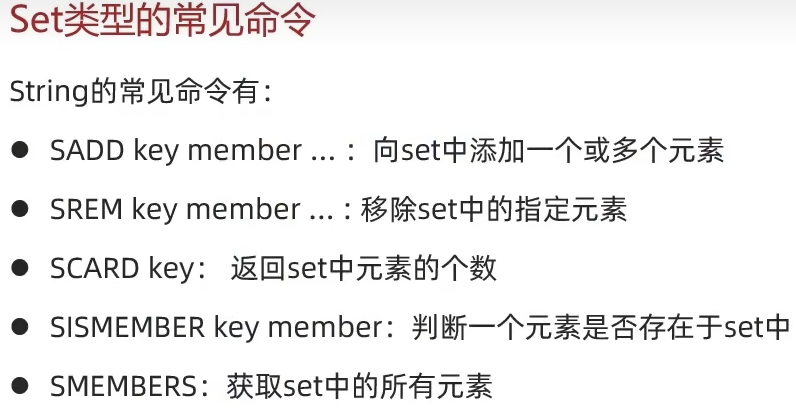 Set类型的常见命令
String的常见命令有：
● SADD key member ... ：向set中添加一个或多个元素
● SREM key member ... : 移除set中的指定元素
● SCARD key： 返回set中元素的个数
● SISMEMBER key member：判断一个元素是否存在于set中
● SMEMBERS：获取set中的所有元素